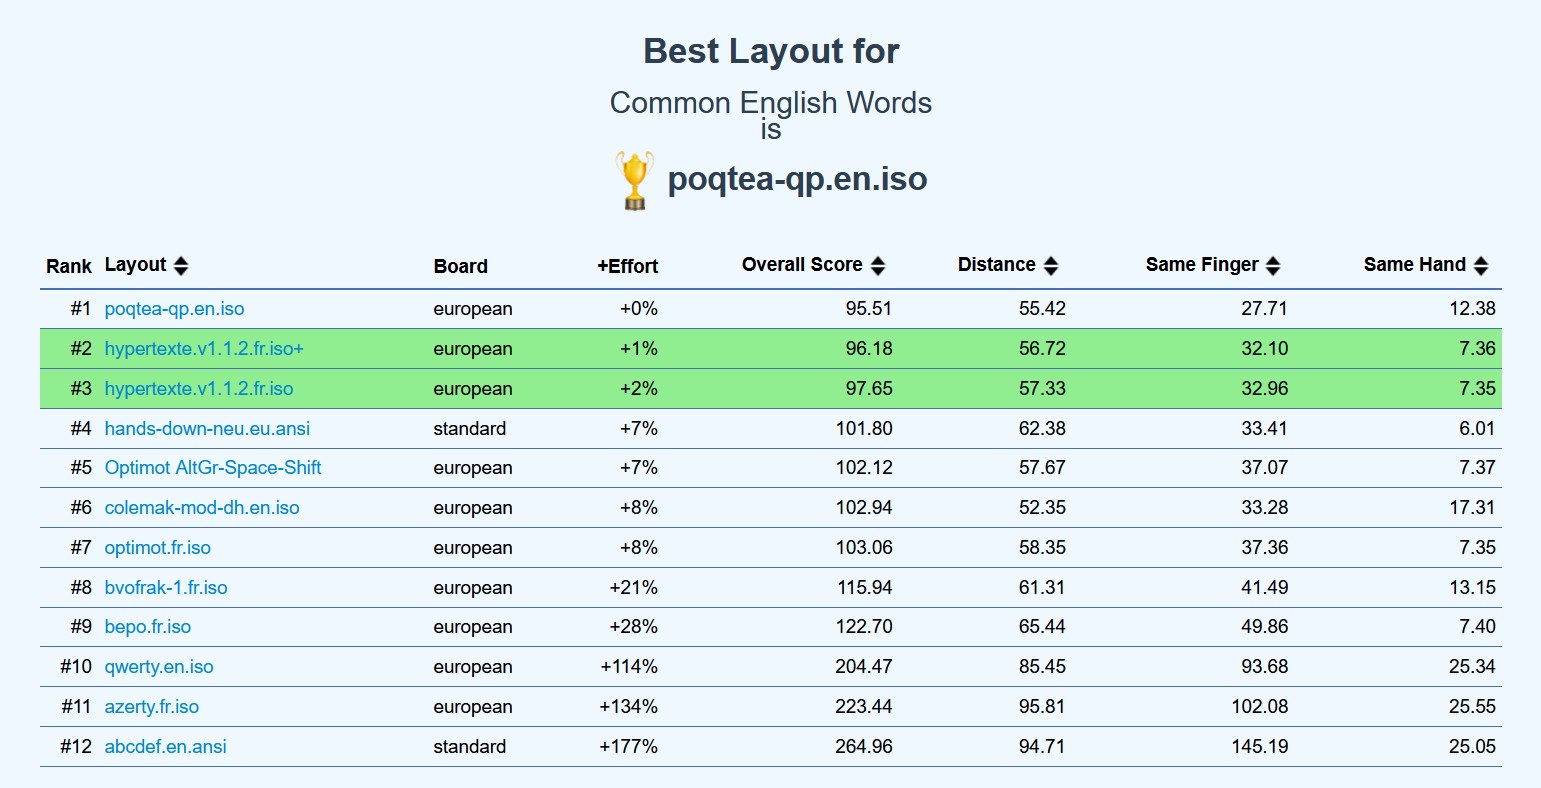 Best Layout for
Common English Words
is
poqtea-qp.en.iso
Rank Layout Board +Effort Overall Score Distance Same Finger Same Hand
#1 poqtea-qp.en.iso european +0% 95.51 55.42 27.71 12.38
#2 hypertexte.v1.1.2.fr.iso+ european +1% 96.18 56.72 32.10 7.36
#3 hypertexte.v1.1.2.fr.iso european +2% 97.65 57.33 32.96 7.35
#4 hands-down-neu.eu.ansi standard +7% 101.80 62.38 33.41 6.01
#5 Optimot AltGr-Space-Shift european +7% 102.12 57.67 37.07 7.37
#6 colemak-mod-dh.en.iso european +8% 102.94 52.35 33.28 17.31
#7 optimot.fr.iso european +8% 103.06 58.35 37.36 7.35
#8 bvofrak-1.fr.iso european +21% 115.94 61.31 41.49 13.15
#9 bepo.fr.iso european +28% 122.70 65.44 49.86 7.40
#10 qwerty.en.iso european +114% 204.47 85.45 93.68 25.34
#11 azerty.fr.iso european +134% 223.44 95.81 102.08 25.55
#12 abcdef.en.ansi standard +177% 264.96 94.71 145.19 25.05